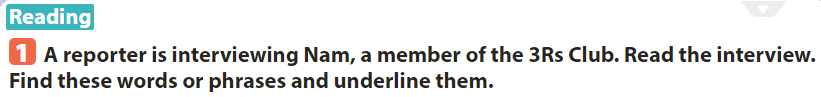 Reading
1 A reporter is interviewing Nam, a member of the 3Rs Club. Read the interview.
Find these words or phrases and underline them.